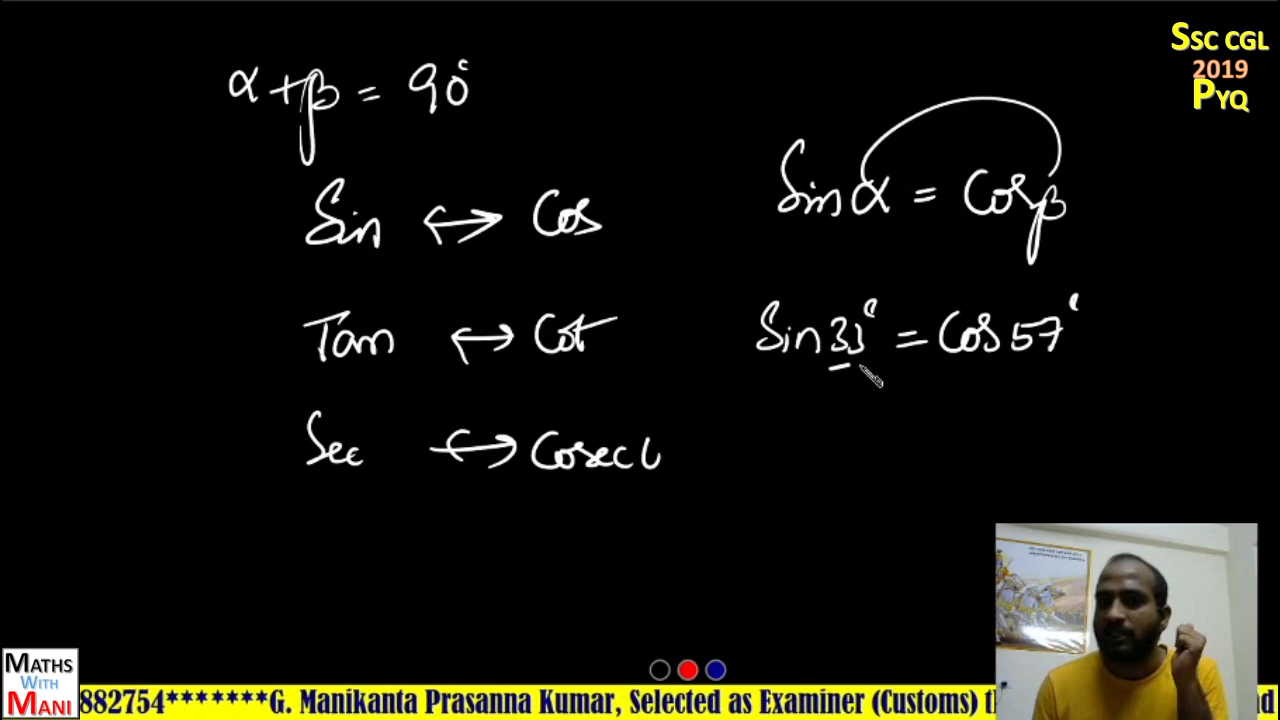 SSC CGL
2019
PYQ
α + β = 90°
Sin ↔ Cos
Tan ↔ Cot
Sec ↔ Cosec
Sin α = Cos β
Sin 33° = Cos 57°
MATHS
WITH
MANI
882754*******G. Manikanta Prasanna Kumar, Selected as Examiner (Customs) t